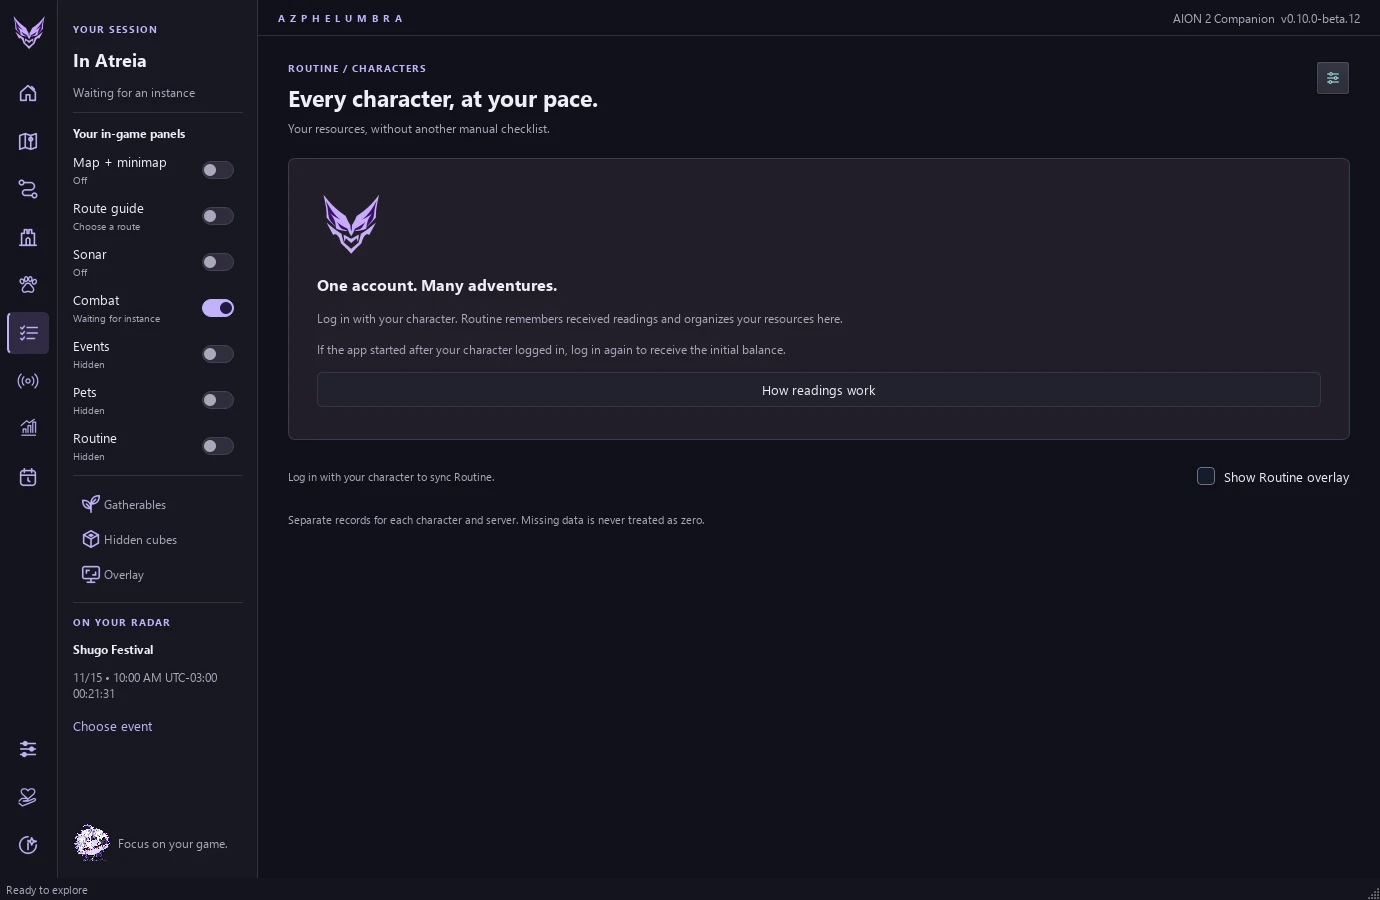 AZPHELUMBRA
AION 2 Companion v0.10.0-beta.12
YOUR SESSION
In Atreia
Waiting for an instance
Your in-game panels
Map + minimap
Off
Route guide
Choose a route
Sonar
Off
Combat
Waiting for instance
Events
Hidden
Pets
Hidden
Routine
Hidden
Gatherables
Hidden cubes
Overlay
ON YOUR RADAR
Shugo Festival
11/15 • 10:00 AM UTC-03:00
00:21:31
Choose event
Focus on your game.
ROUTINE / CHARACTERS
Every character, at your pace.
Your resources, without another manual checklist.
One account. Many adventures.
Log in with your character. Routine remembers received readings and organizes your resources here.
If the app started after your character logged in, log in again to receive the initial balance.
How readings work
Log in with your character to sync Routine.
Show Routine overlay
Separate records for each character and server. Missing data is never treated as zero.
Ready to explore